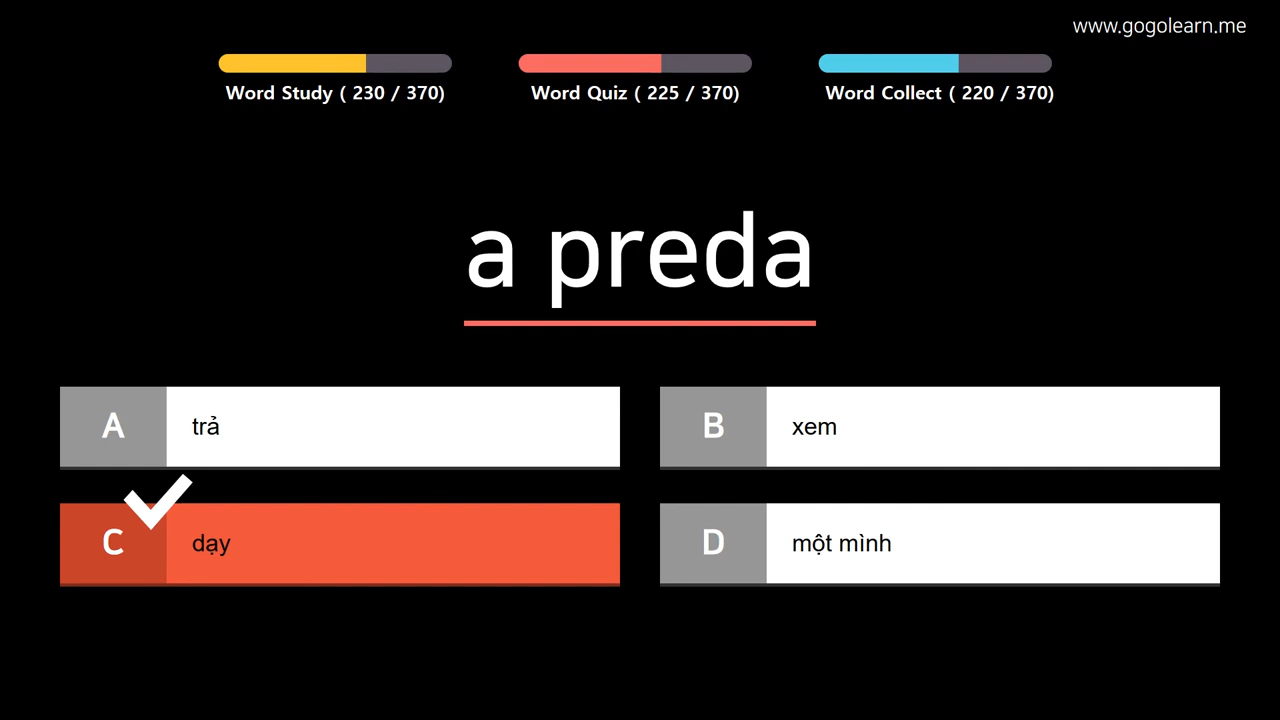 www.gogolearn.me
Word Study ( 230 / 370)
Word Quiz ( 225 / 370)
Word Collect ( 220 / 370)
a preda
A trả
B xem
C dạy
D một mình